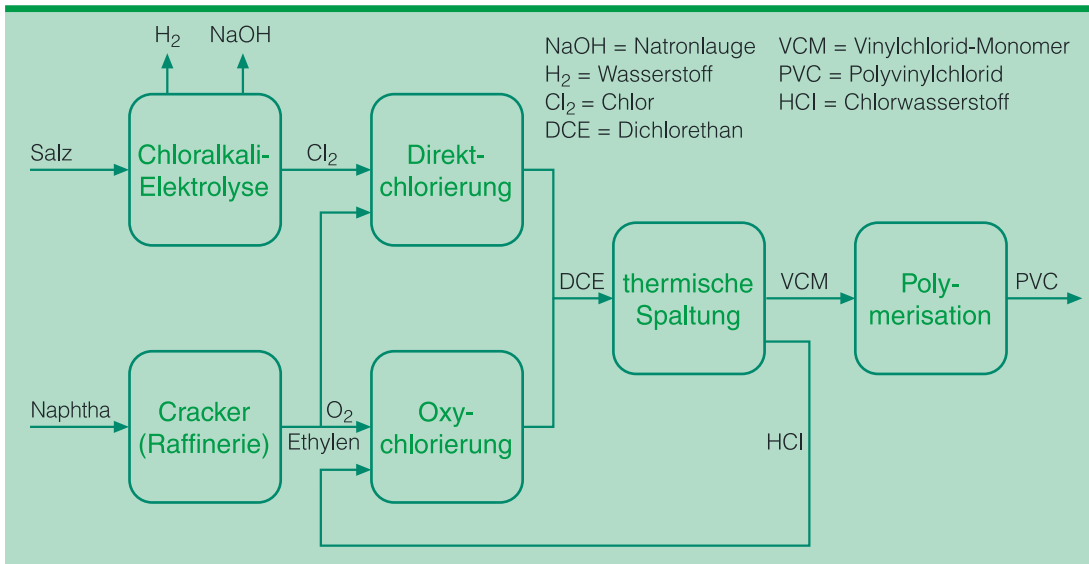 H2
NaOH
NaOH = Natronlauge
H2 = Wasserstoff
Cl2 = Chlor
DCE = Dichlorethan
VCM = Vinylchlorid-Monomer
PVC = Polyvinylchlorid
HCl = Chlorwasserstoff
Salz
Chloralkali-
Elektrolyse
Cl2
Direkt-
chlorierung
DCE
thermische
Spaltung
VCM
Poly-
merisation
PVC
Naphtha
Cracker
(Raffinerie)
O2
Ethylen
Oxy-
chlorierung
HCl